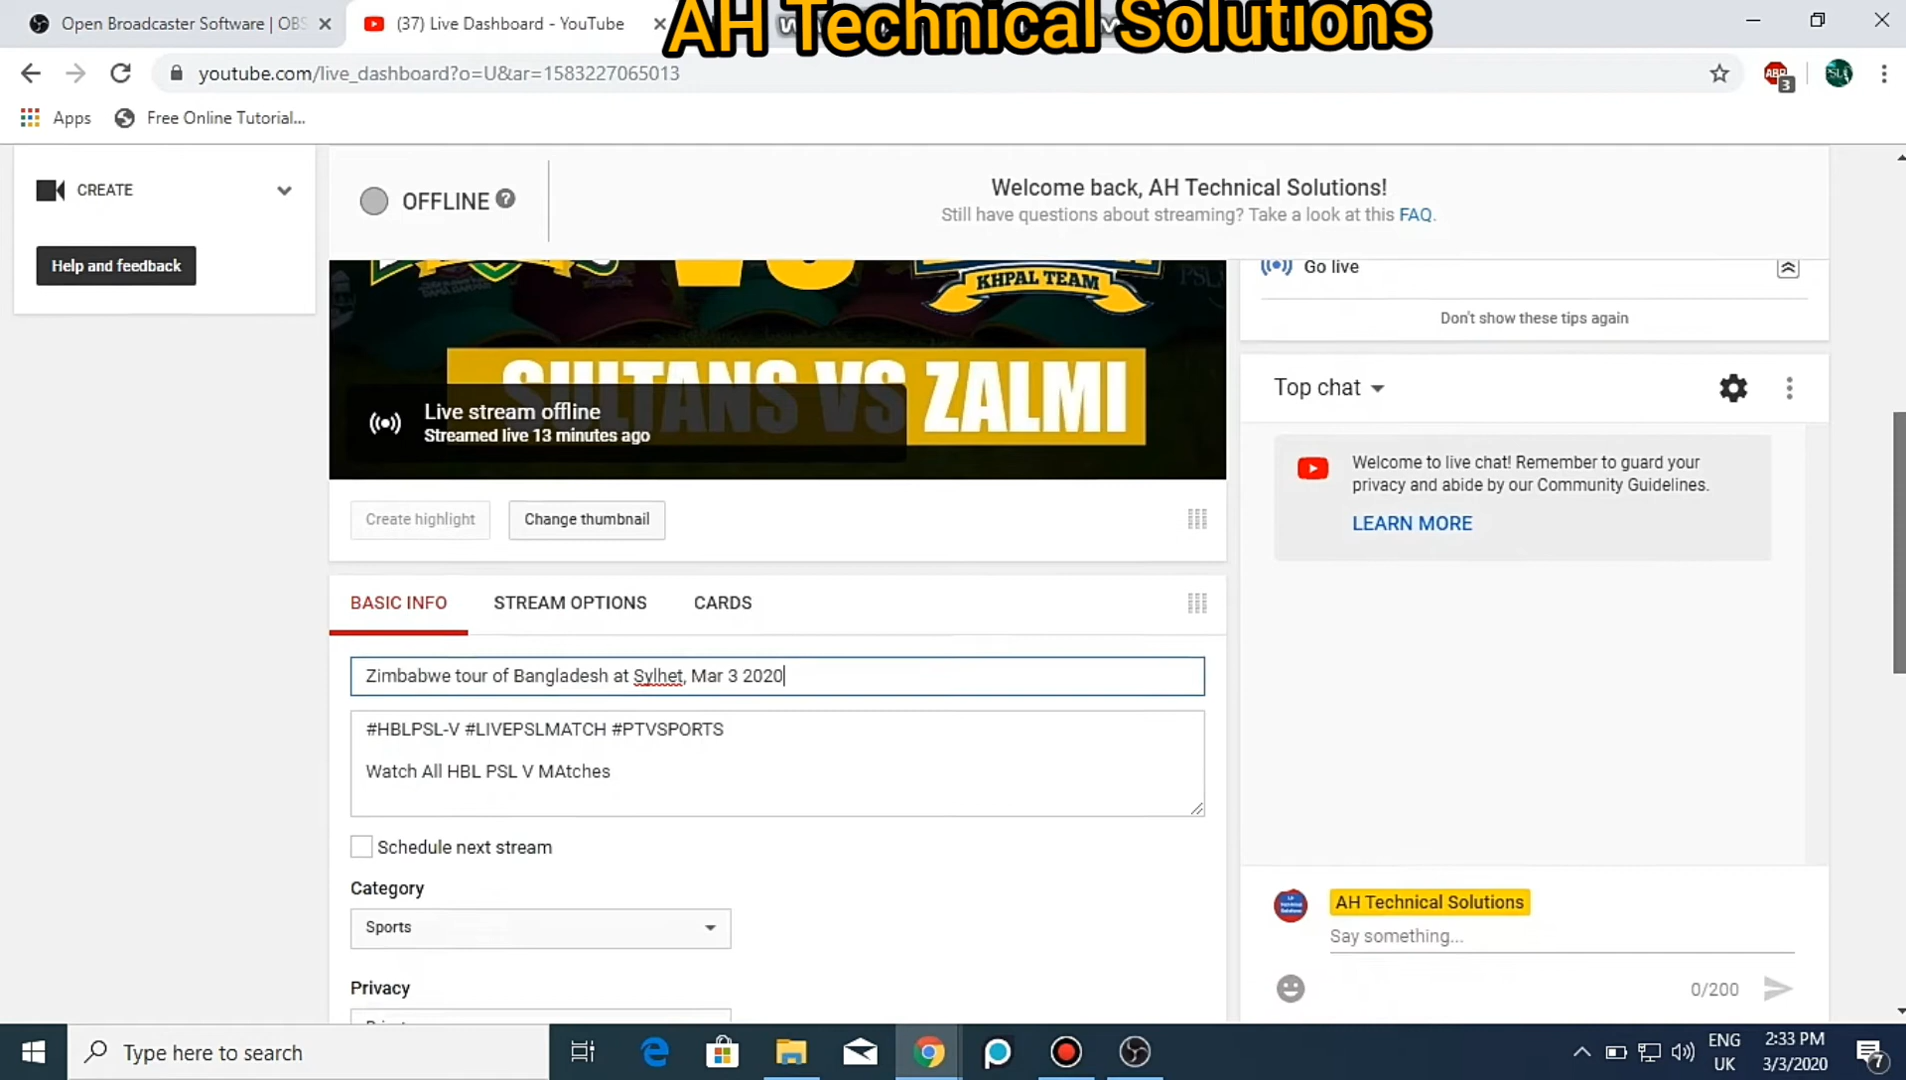 AH Technical Solutions
Open Broadcaster Software | OBS
(37) Live Dashboard - YouTube
youtube.com/live_dashboard?o=U&ar=1583227065013
ABP
3
Apps
Free Online Tutorial...
CREATE
Help and feedback
OFFLINE
Welcome back, AH Technical Solutions!
Still have questions about streaming? Take a look at this FAQ.
KHPAL TEAM
SULTANS VS ZALMI
Live stream offline
Streamed live 13 minutes ago
Go live
Don't show these tips again
Top chat
Welcome to live chat! Remember to guard your
privacy and abide by our Community Guidelines.
LEARN MORE
Create highlight
Change thumbnail
BASIC INFO
STREAM OPTIONS
CARDS
Zimbabwe tour of Bangladesh at Sylhet, Mar 3 2020
#HBLPSL-V #LIVEPSLMATCH #PTVSPORTS
Watch All HBL PSL V MAtches
Schedule next stream
Category
Sports
Privacy
AH Technical Solutions
Say something...
0/200
Type here to search
ENG
UK
2:33 PM
3/3/2020
7